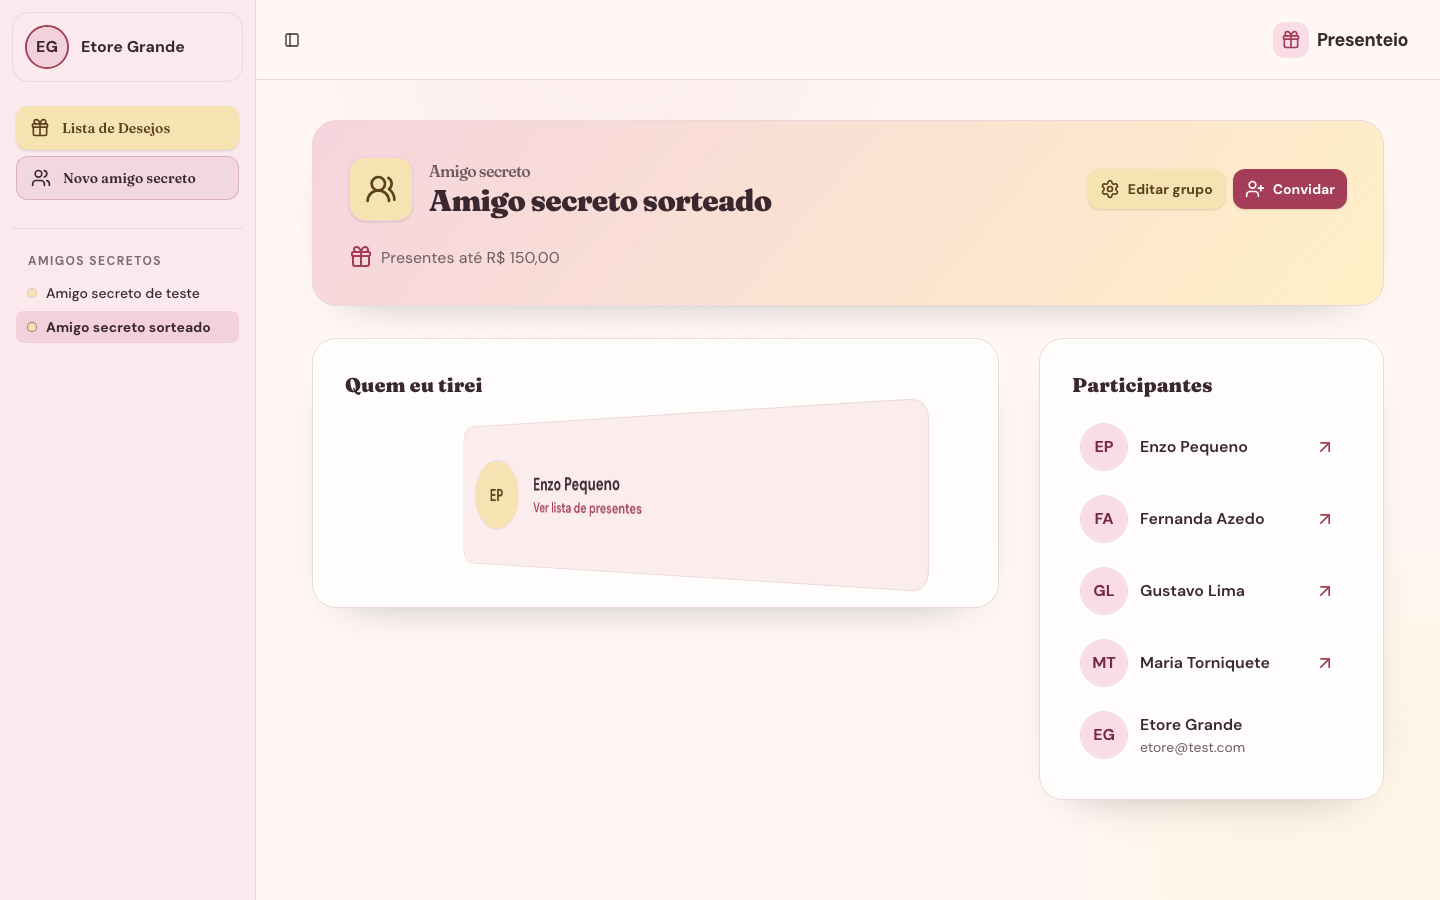 EG
Etore Grande
Lista de Desejos
Novo amigo secreto
AMIGOS SECRETOS
Amigo secreto de teste
Amigo secreto sorteado
Presenteio
Amigo secreto
Amigo secreto sorteado
Editar grupo
Convidar
Presentes até R$ 150,00
Quem eu tirei
EP
Enzo Pequeno
Ver lista de presentes
Participantes
EP
Enzo Pequeno
FA
Fernanda Azedo
GL
Gustavo Lima
MT
Maria Torniquete
EG
Etore Grande
etore@test.com